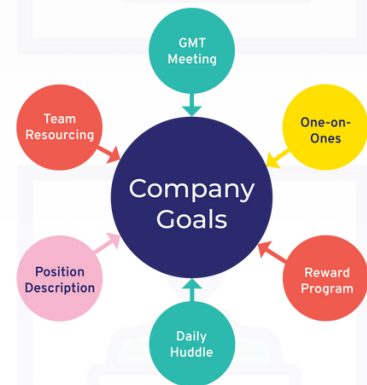 GMT
Meeting
Team
Resourcing
One-on-
Ones
Company
Goals
Position
Description
Reward
Program
Daily
Huddle